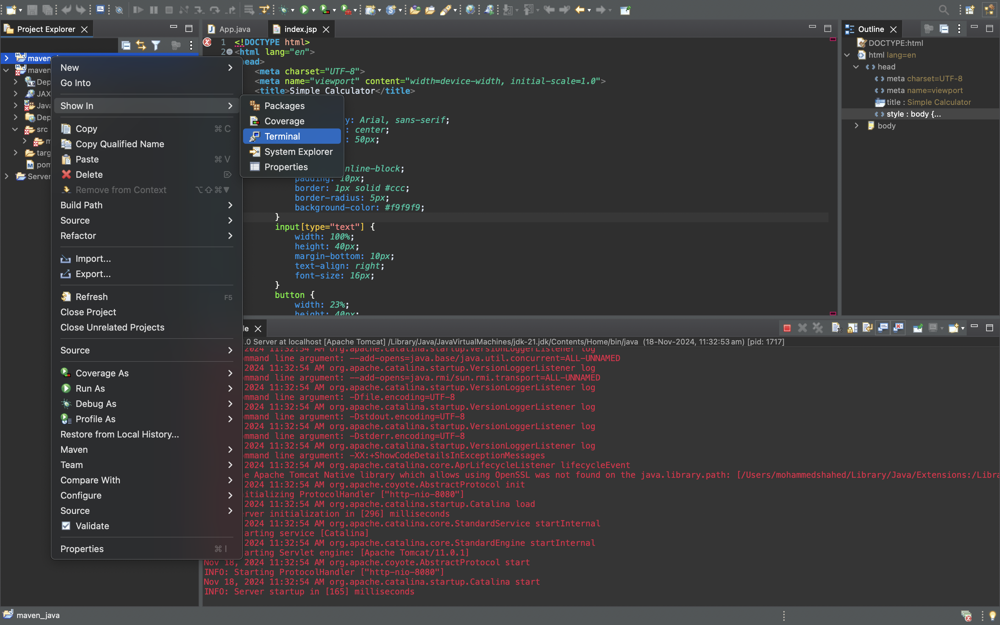 Project Explorer
App.java
index.jsp
Outline
maven
maven
Dep
JAX
Java
Dep
src
m
targ
pom
Server
New
Go Into
Show In
Copy ⌘ C
Copy Qualified Name
Paste ⌘ V
Delete
Remove from Context ⌥⇧⌘▼
Build Path
Source
Refactor
Import...
Export...
Refresh F5
Close Project
Close Unrelated Projects
Source
Coverage As
Run As
Debug As
Profile As
Restore from Local History...
Maven
Team
Compare With
Configure
Source
Validate
Properties ⌘ I
Packages
Coverage
Terminal
System Explorer
Properties
1 <!DOCTYPE html>
2 <html lang="en">
head>
<meta charset="UTF-8">
<meta name="viewport" content="width=device-width, initial-scale=1.0">
<title>Simple Calculator</title>
y: Arial, sans-serif;
: center;
: 50px;
nline-block;
padding: 10px;
border: 1px solid #ccc;
border-radius: 5px;
background-color: #f9f9f9;
}
input[type="text"] {
width: 100%;
height: 40px;
margin-bottom: 10px;
text-align: right;
font-size: 16px;
}
button {
width: 23%;
height: 40px;
DOCTYPE:html
html lang=en
head
meta charset=UTF-8
meta name=viewport
title : Simple Calculator
style : body {...
body
le
.0 Server at localhost [Apache Tomcat] /Library/Java/JavaVirtualMachines/jdk-21.jdk/Contents/Home/bin/java (18-Nov-2024, 11:32:53 am) [pid: 1717]
2024 11:32:54 AM org.apache.catalina.startup.VersionLoggerListener log
mmand line argument: --add-opens=java.base/java.util.concurrent=ALL-UNNAMED
2024 11:32:54 AM org.apache.catalina.startup.VersionLoggerListener log
mmand line argument: --add-opens=java.rmi/sun.rmi.transport=ALL-UNNAMED
2024 11:32:54 AM org.apache.catalina.startup.VersionLoggerListener log
mmand line argument: -Dfile.encoding=UTF-8
2024 11:32:54 AM org.apache.catalina.startup.VersionLoggerListener log
mmand line argument: -Dstdout.encoding=UTF-8
2024 11:32:54 AM org.apache.catalina.startup.VersionLoggerListener log
mmand line argument: -Dstderr.encoding=UTF-8
2024 11:32:54 AM org.apache.catalina.startup.VersionLoggerListener log
mmand line argument: -XX:+ShowCodeDetailsInExceptionMessages
2024 11:32:54 AM org.apache.catalina.core.AprLifecycleListener lifecycleEvent
e Apache Tomcat Native library which allows using OpenSSL was not found on the java.library.path: [/Users/mohammedshahed/Library/Java/Extensions:/Libra
2024 11:32:54 AM org.apache.coyote.AbstractProtocol init
itializing ProtocolHandler ["http-nio-8080"]
2024 11:32:54 AM org.apache.catalina.startup.Catalina load
rver initialization in [296] milliseconds
2024 11:32:54 AM org.apache.catalina.core.StandardService startInternal
arting service [Catalina]
2024 11:32:54 AM org.apache.catalina.core.StandardEngine startInternal
arting Servlet engine: [Apache Tomcat/11.0.1]
Nov 18, 2024 11:32:54 AM org.apache.coyote.AbstractProtocol start
INFO: Starting ProtocolHandler ["http-nio-8080"]
Nov 18, 2024 11:32:54 AM org.apache.catalina.startup.Catalina start
INFO: Server startup in [165] milliseconds
maven_java